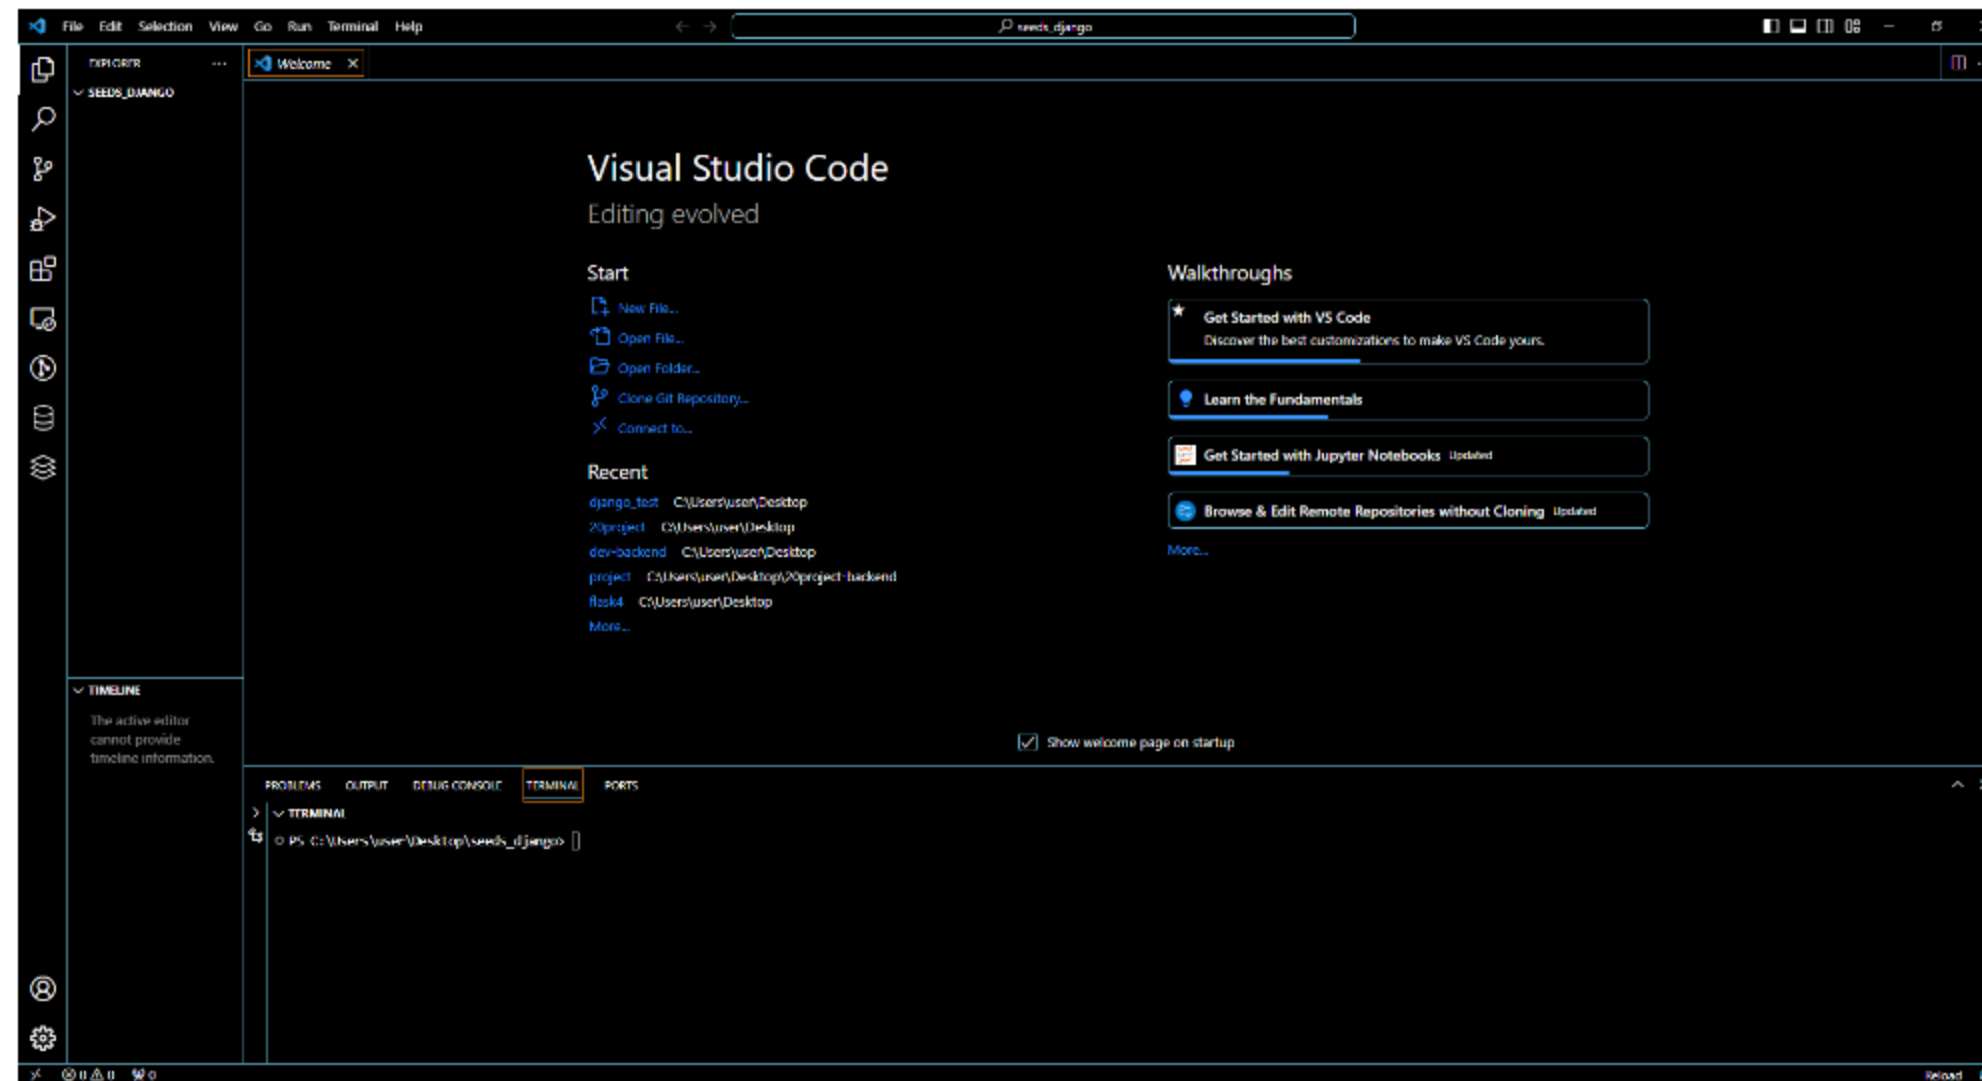 File Edit Selection View Go Run Terminal Help
seeds_django
EXPLORER
Welcome
SEEDS_DJANGO
Visual Studio Code
Editing evolved
Start
New File...
Open File...
Open Folder...
Clone Git Repository...
Connect to...
Recent
django_test C:\Users\user\Desktop
20project C:\Users\user\Desktop
dev-backend C:\Users\user\Desktop
project C:\Users\user\Desktop\20project-backend
flask4 C:\Users\user\Desktop
More...
Walkthroughs
Get Started with VS Code
Discover the best customizations to make VS Code yours.
Learn the Fundamentals
Get Started with Jupyter Notebooks Updated
Browse & Edit Remote Repositories without Cloning Updated
More...
Show welcome page on startup
TIMELINE
The active editor
cannot provide
timeline information.
PROBLEMS OUTPUT DEBUG CONSOLE TERMINAL PORTS
TERMINAL
PS C:\Users\user\Desktop\seeds_django>
0 0 0
Reload